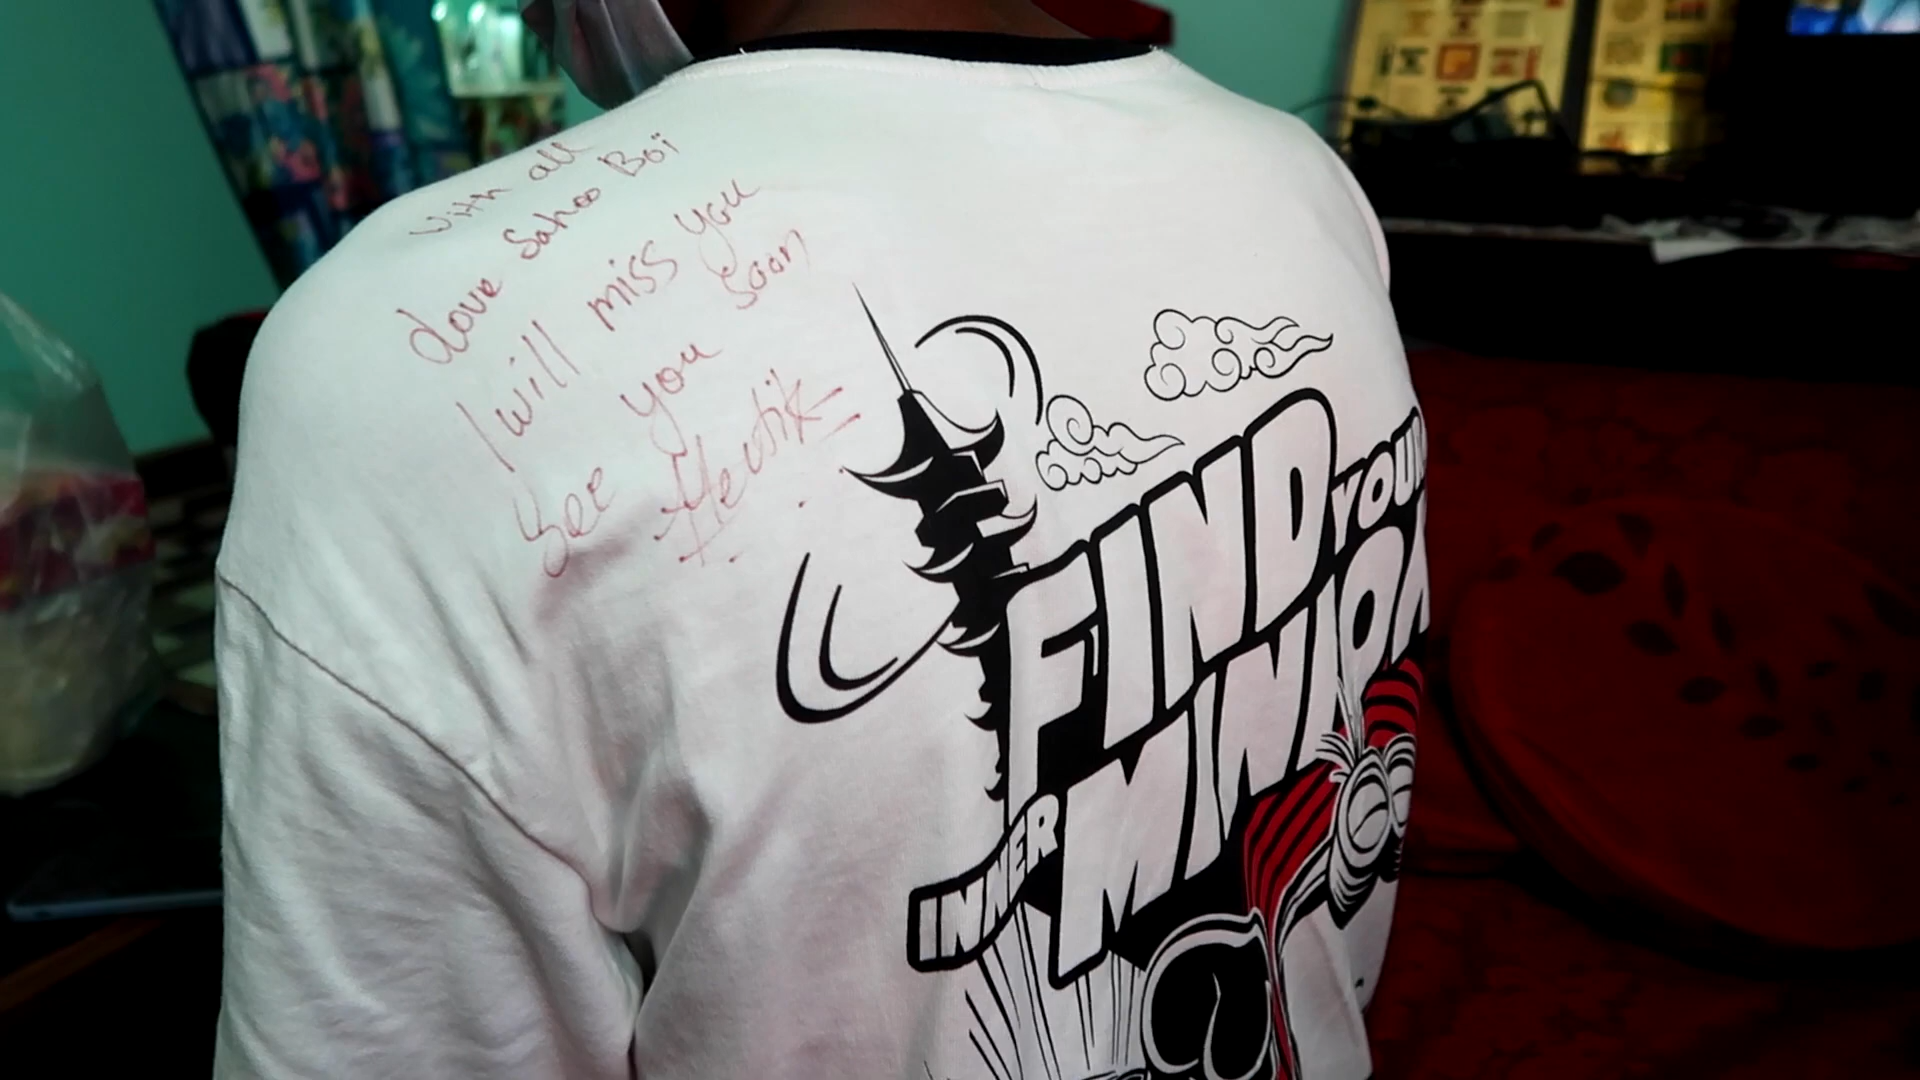 with all
Love Sahoo Boi
I will miss you
See you soon
FIND YOUR
INNER MINION